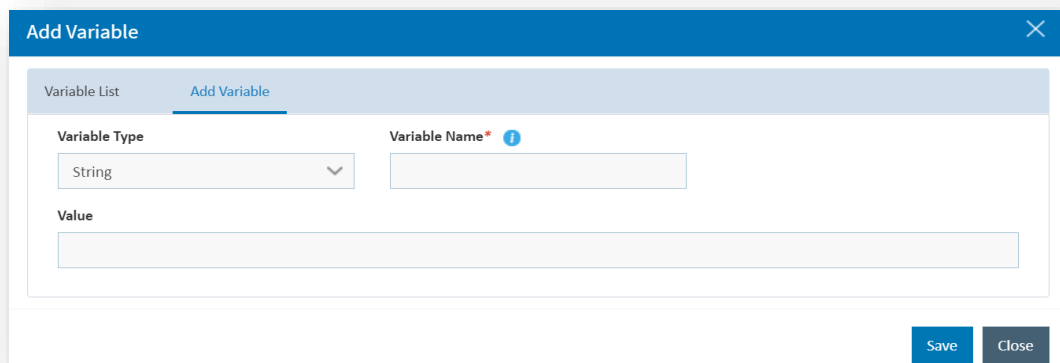 Add Variable
Variable List Add Variable
Variable Type Variable Name*
String
Value
Save Close